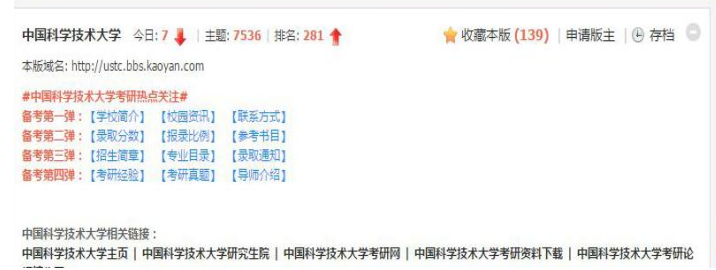 中国科学技术大学 今日: 7 | 主题: 7536 | 排名: 281 收藏本版 (139) | 申请版主 | 存档
本版域名: http://ustc.bbs.kaoyan.com
#中国科学技术大学考研热点关注#
备考第一弹：【学校简介】 【校园资讯】 【联系方式】
备考第二弹：【录取分数】 【报录比例】 【参考书目】
备考第三弹：【招生简章】 【专业目录】 【录取通知】
备考第四弹：【考研经验】 【考研真题】 【导师介绍】
中国科学技术大学相关链接：
中国科学技术大学主页 | 中国科学技术大学研究生院 | 中国科学技术大学考研网 | 中国科学技术大学考研资料下载 | 中国科学技术大学考研论